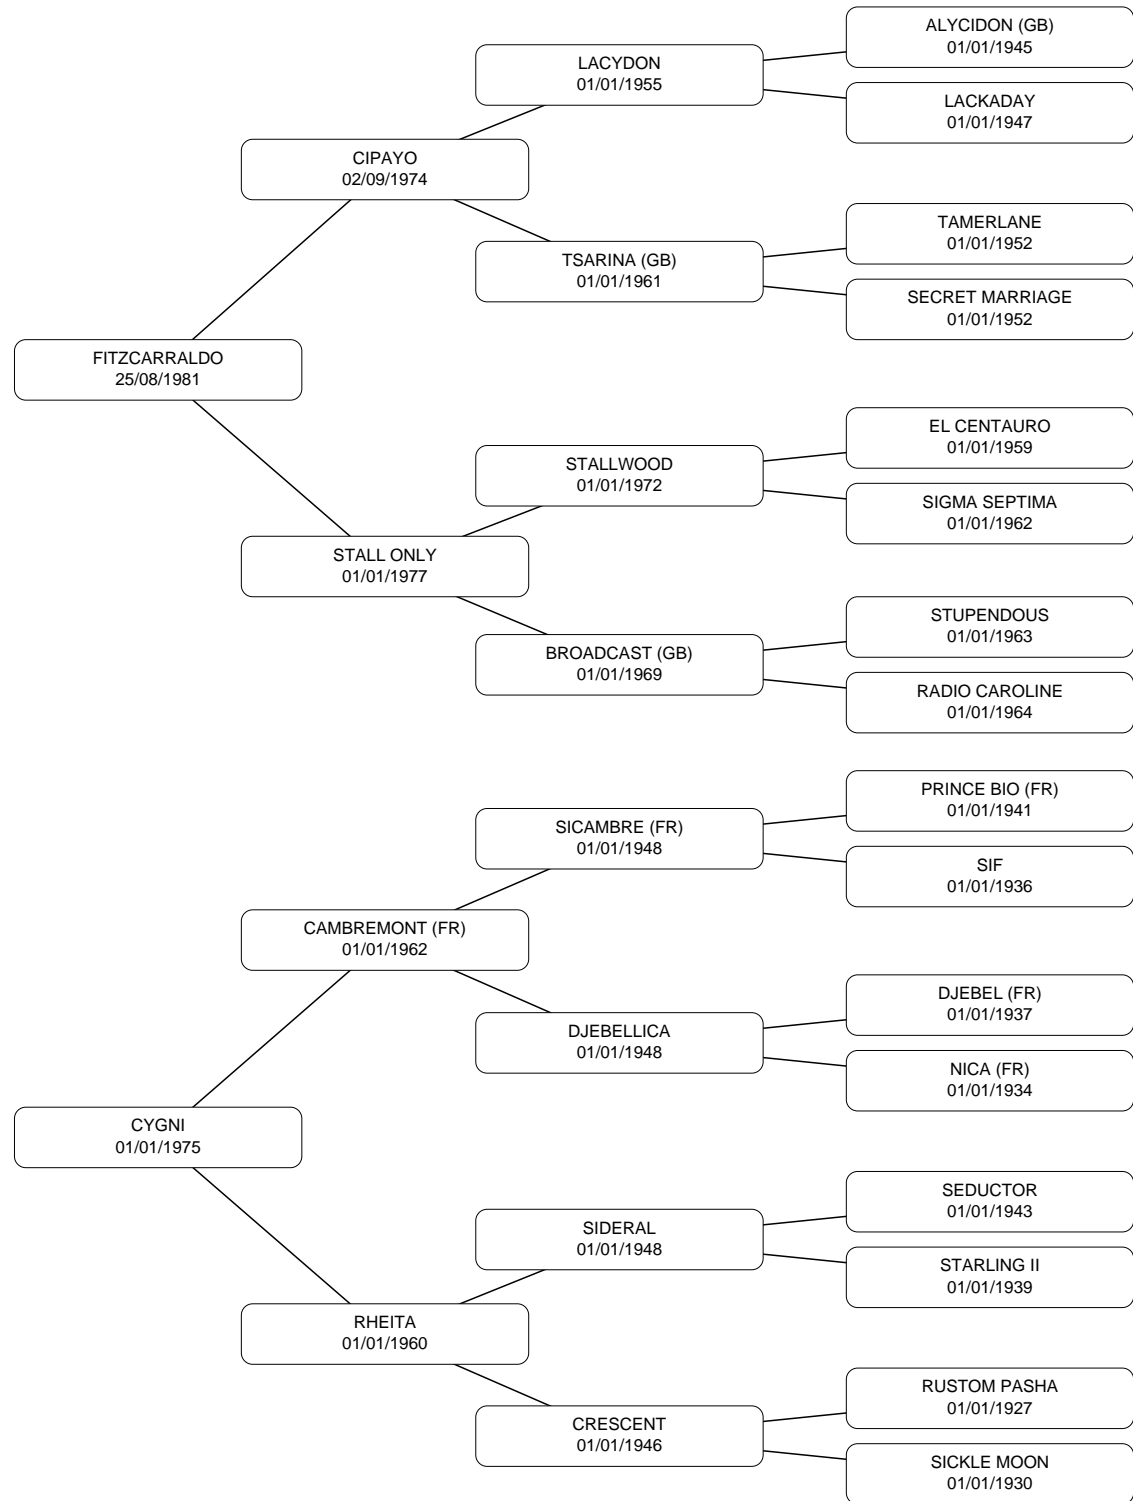 ALYCIDON (GB)
01/01/1945
LACYDON
01/01/1955
LACKADAY
01/01/1947
CIPAYO
02/09/1974
TAMERLANE
01/01/1952
TSARINA (GB)
01/01/1961
SECRET MARRIAGE
01/01/1952
FITZCARRALDO
25/08/1981
EL CENTAURO
01/01/1959
STALLWOOD
01/01/1972
SIGMA SEPTIMA
01/01/1962
STALL ONLY
01/01/1977
STUPENDOUS
01/01/1963
BROADCAST (GB)
01/01/1969
RADIO CAROLINE
01/01/1964
PRINCE BIO (FR)
01/01/1941
SICAMBRE (FR)
01/01/1948
SIF
01/01/1936
CAMBREMONT (FR)
01/01/1962
DJEBEL (FR)
01/01/1937
DJEBELLICA
01/01/1948
NICA (FR)
01/01/1934
CYGNI
01/01/1975
SEDUCTOR
01/01/1943
SIDERAL
01/01/1948
STARLING II
01/01/1939
RHEITA
01/01/1960
RUSTOM PASHA
01/01/1927
CRESCENT
01/01/1946
SICKLE MOON
01/01/1930